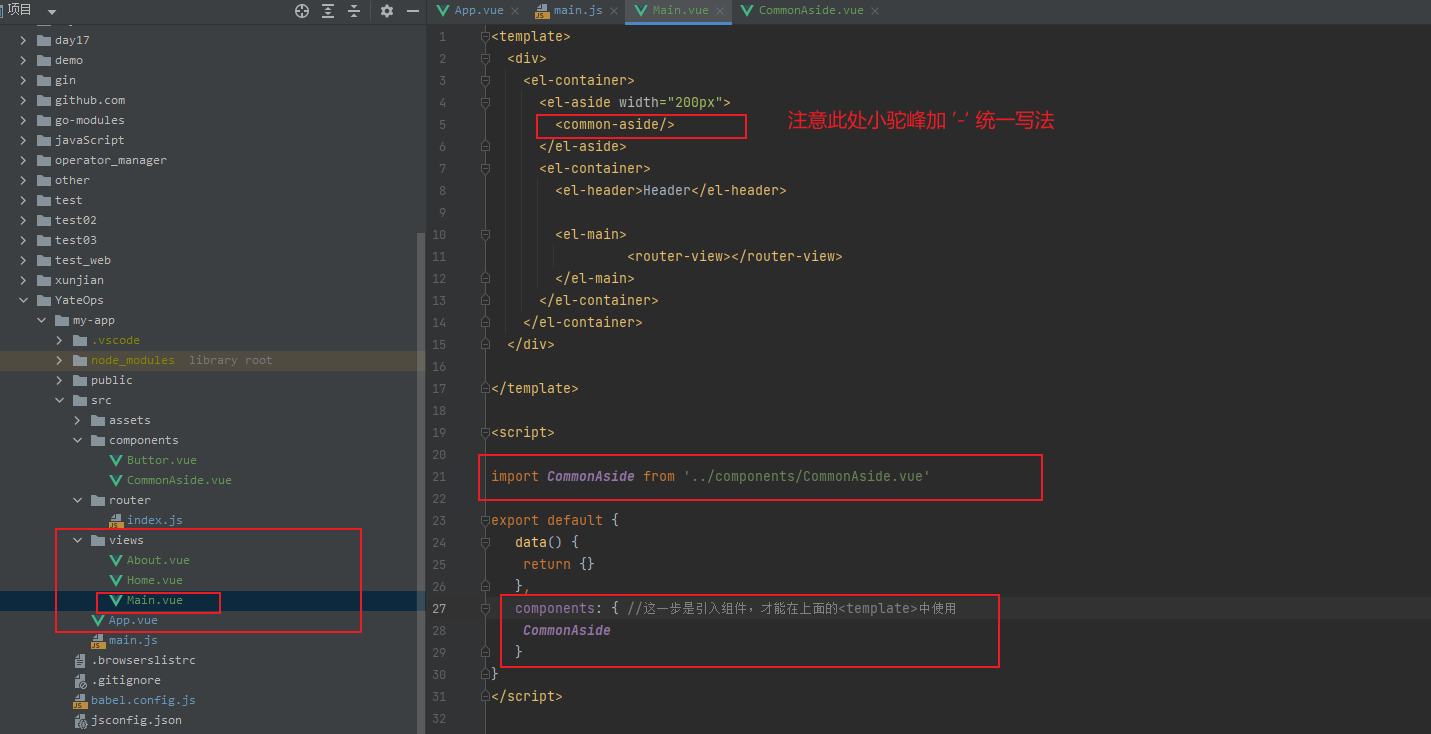 项目
day17
demo
gin
github.com
go-modules
javaScript
operator_manager
other
test
test02
test03
test_web
xunjian
YateOps
my-app
.vscode
node_modules library root
public
src
assets
components
Buttor.vue
CommonAside.vue
router
index.js
views
About.vue
Home.vue
Main.vue
App.vue
main.js
.browserslistrc
.gitignore
babel.config.js
jsconfig.json
App.vue main.js Main.vue CommonAside.vue
1 <template>
2 <div>
3 <el-container>
4 <el-aside width="200px">
5 <common-aside/> 注意此处小驼峰加 '-' 统一写法
6 </el-aside>
7 <el-container>
8 <el-header>Header</el-header>
9
10 <el-main>
11 <router-view></router-view>
12 </el-main>
13 </el-container>
14 </el-container>
15 </div>
16
17 </template>
18
19 <script>
20
21 import CommonAside from '../components/CommonAside.vue'
22
23 export default {
24 data() {
25 return {}
26 },
27 components: { //这一步是引入组件，才能在上面的<template>中使用
28 CommonAside
29 }
30 }
31 </script>
32